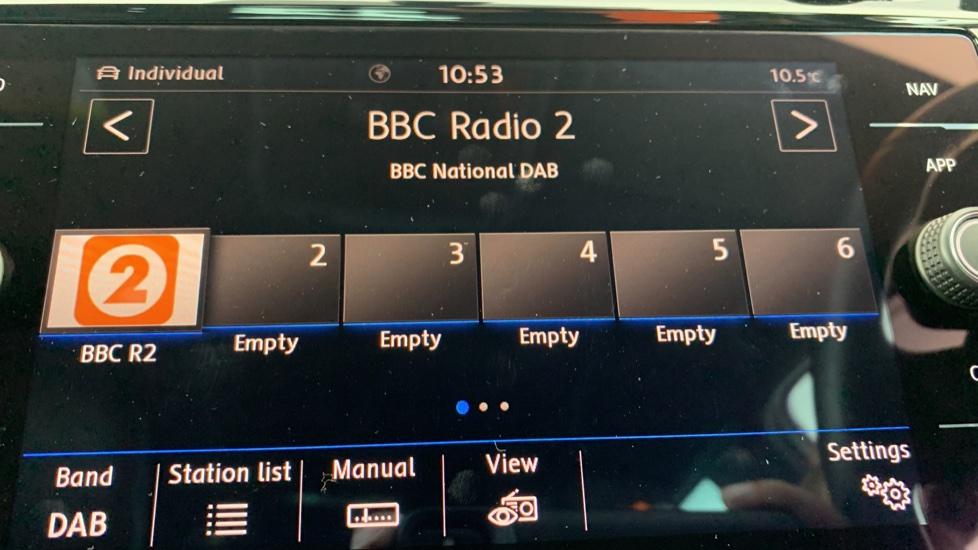 Individual 10:53 10.5°C
NAV
< BBC Radio 2 >
BBC National DAB
APP
2 2 3 4 5 6
BBC R2 Empty Empty Empty Empty Empty
Band Station list Manual View Settings
DAB